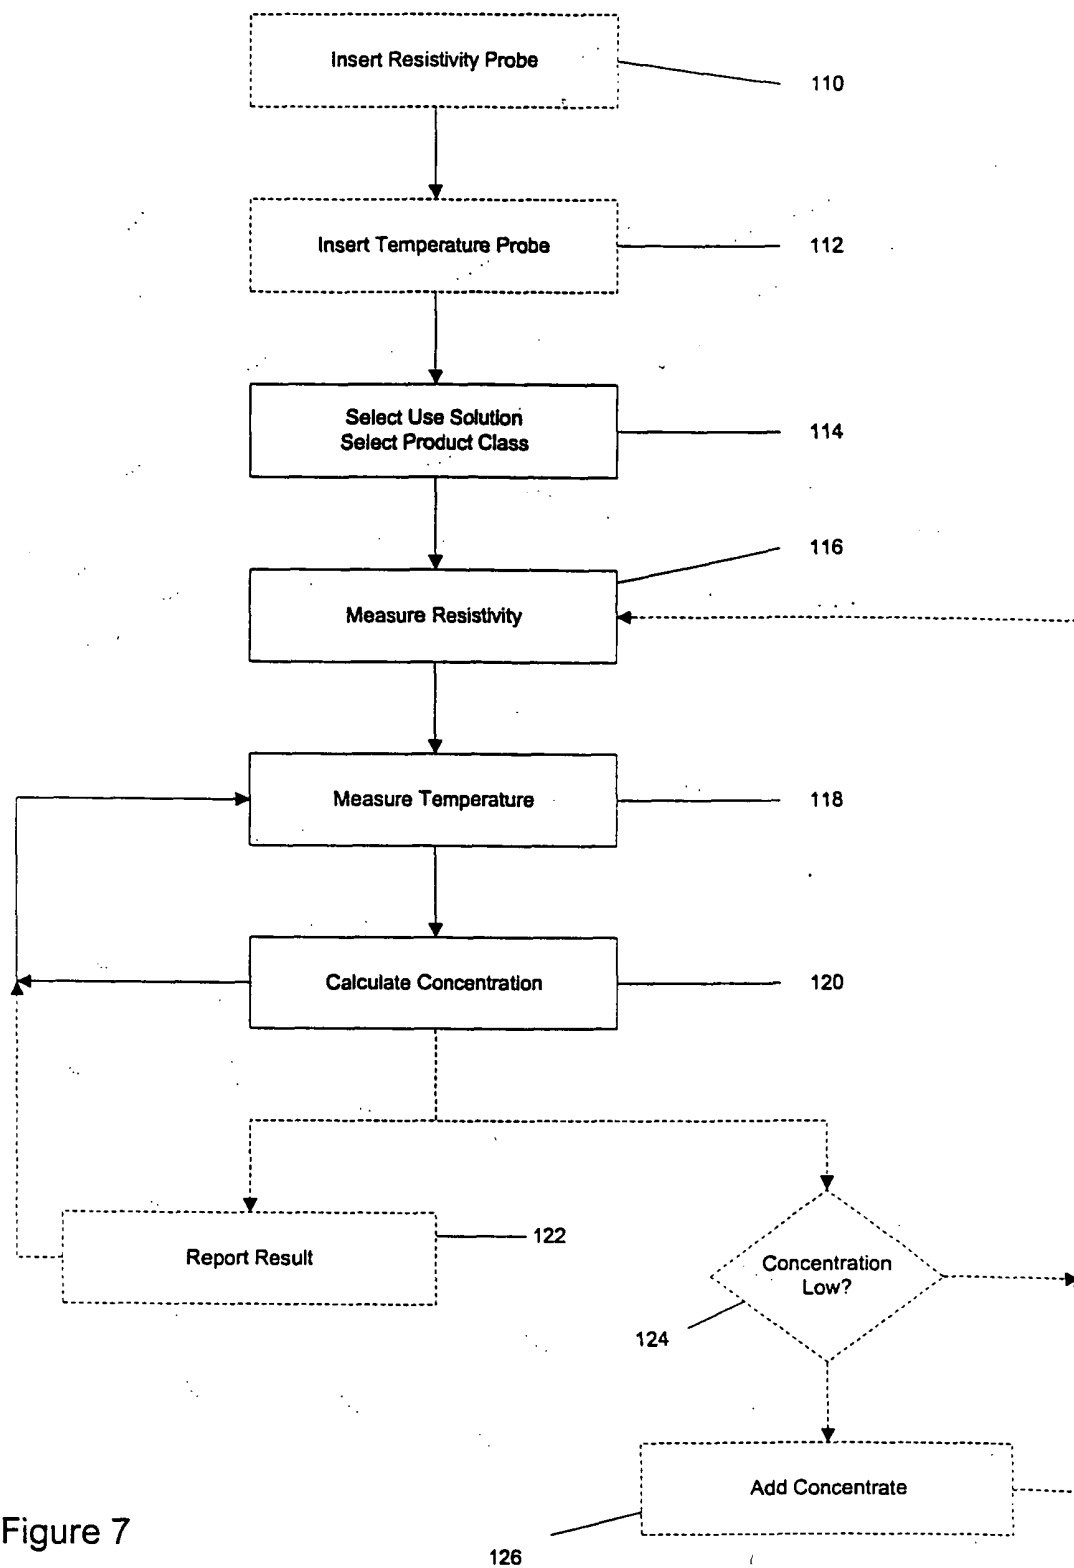 Insert Resistivity Probe
110
Insert Temperature Probe
112
Select Use Solution
Select Product Class
114
116
Measure Resistivity
Measure Temperature
118
Calculate Concentration
120
Report Result
122
Concentration
Low?
124
Add Concentrate
126
Figure 7